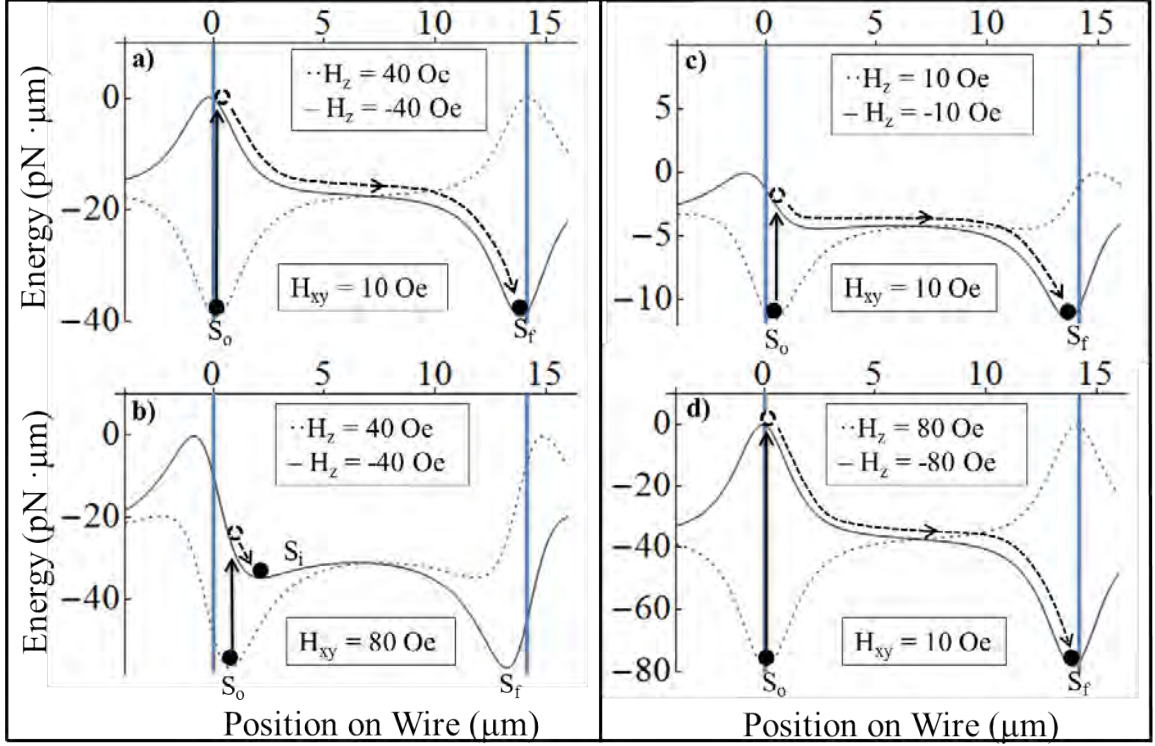 0 5 10 15
a)
0
−20
−40
Energy (pN ·μm)
··H_z = 40 Oe
– H_z = -40 Oe
H_xy = 10 Oe
S_o
S_f
0 5 10 15
b)
0
−20
−40
Energy (pN ·μm)
··H_z = 40 Oe
– H_z = -40 Oe
S_i
H_xy = 80 Oe
S_o
S_f
Position on Wire (μm)
0 5 10 15
c)
5
0
−5
−10
··H_z = 10 Oe
– H_z = -10 Oe
H_xy = 10 Oe
S_o
S_f
0 5 10 15
d)
0
−20
−40
−60
−80
··H_z = 80 Oe
– H_z = -80 Oe
H_xy = 10 Oe
S_o
S_f
Position on Wire (μm)